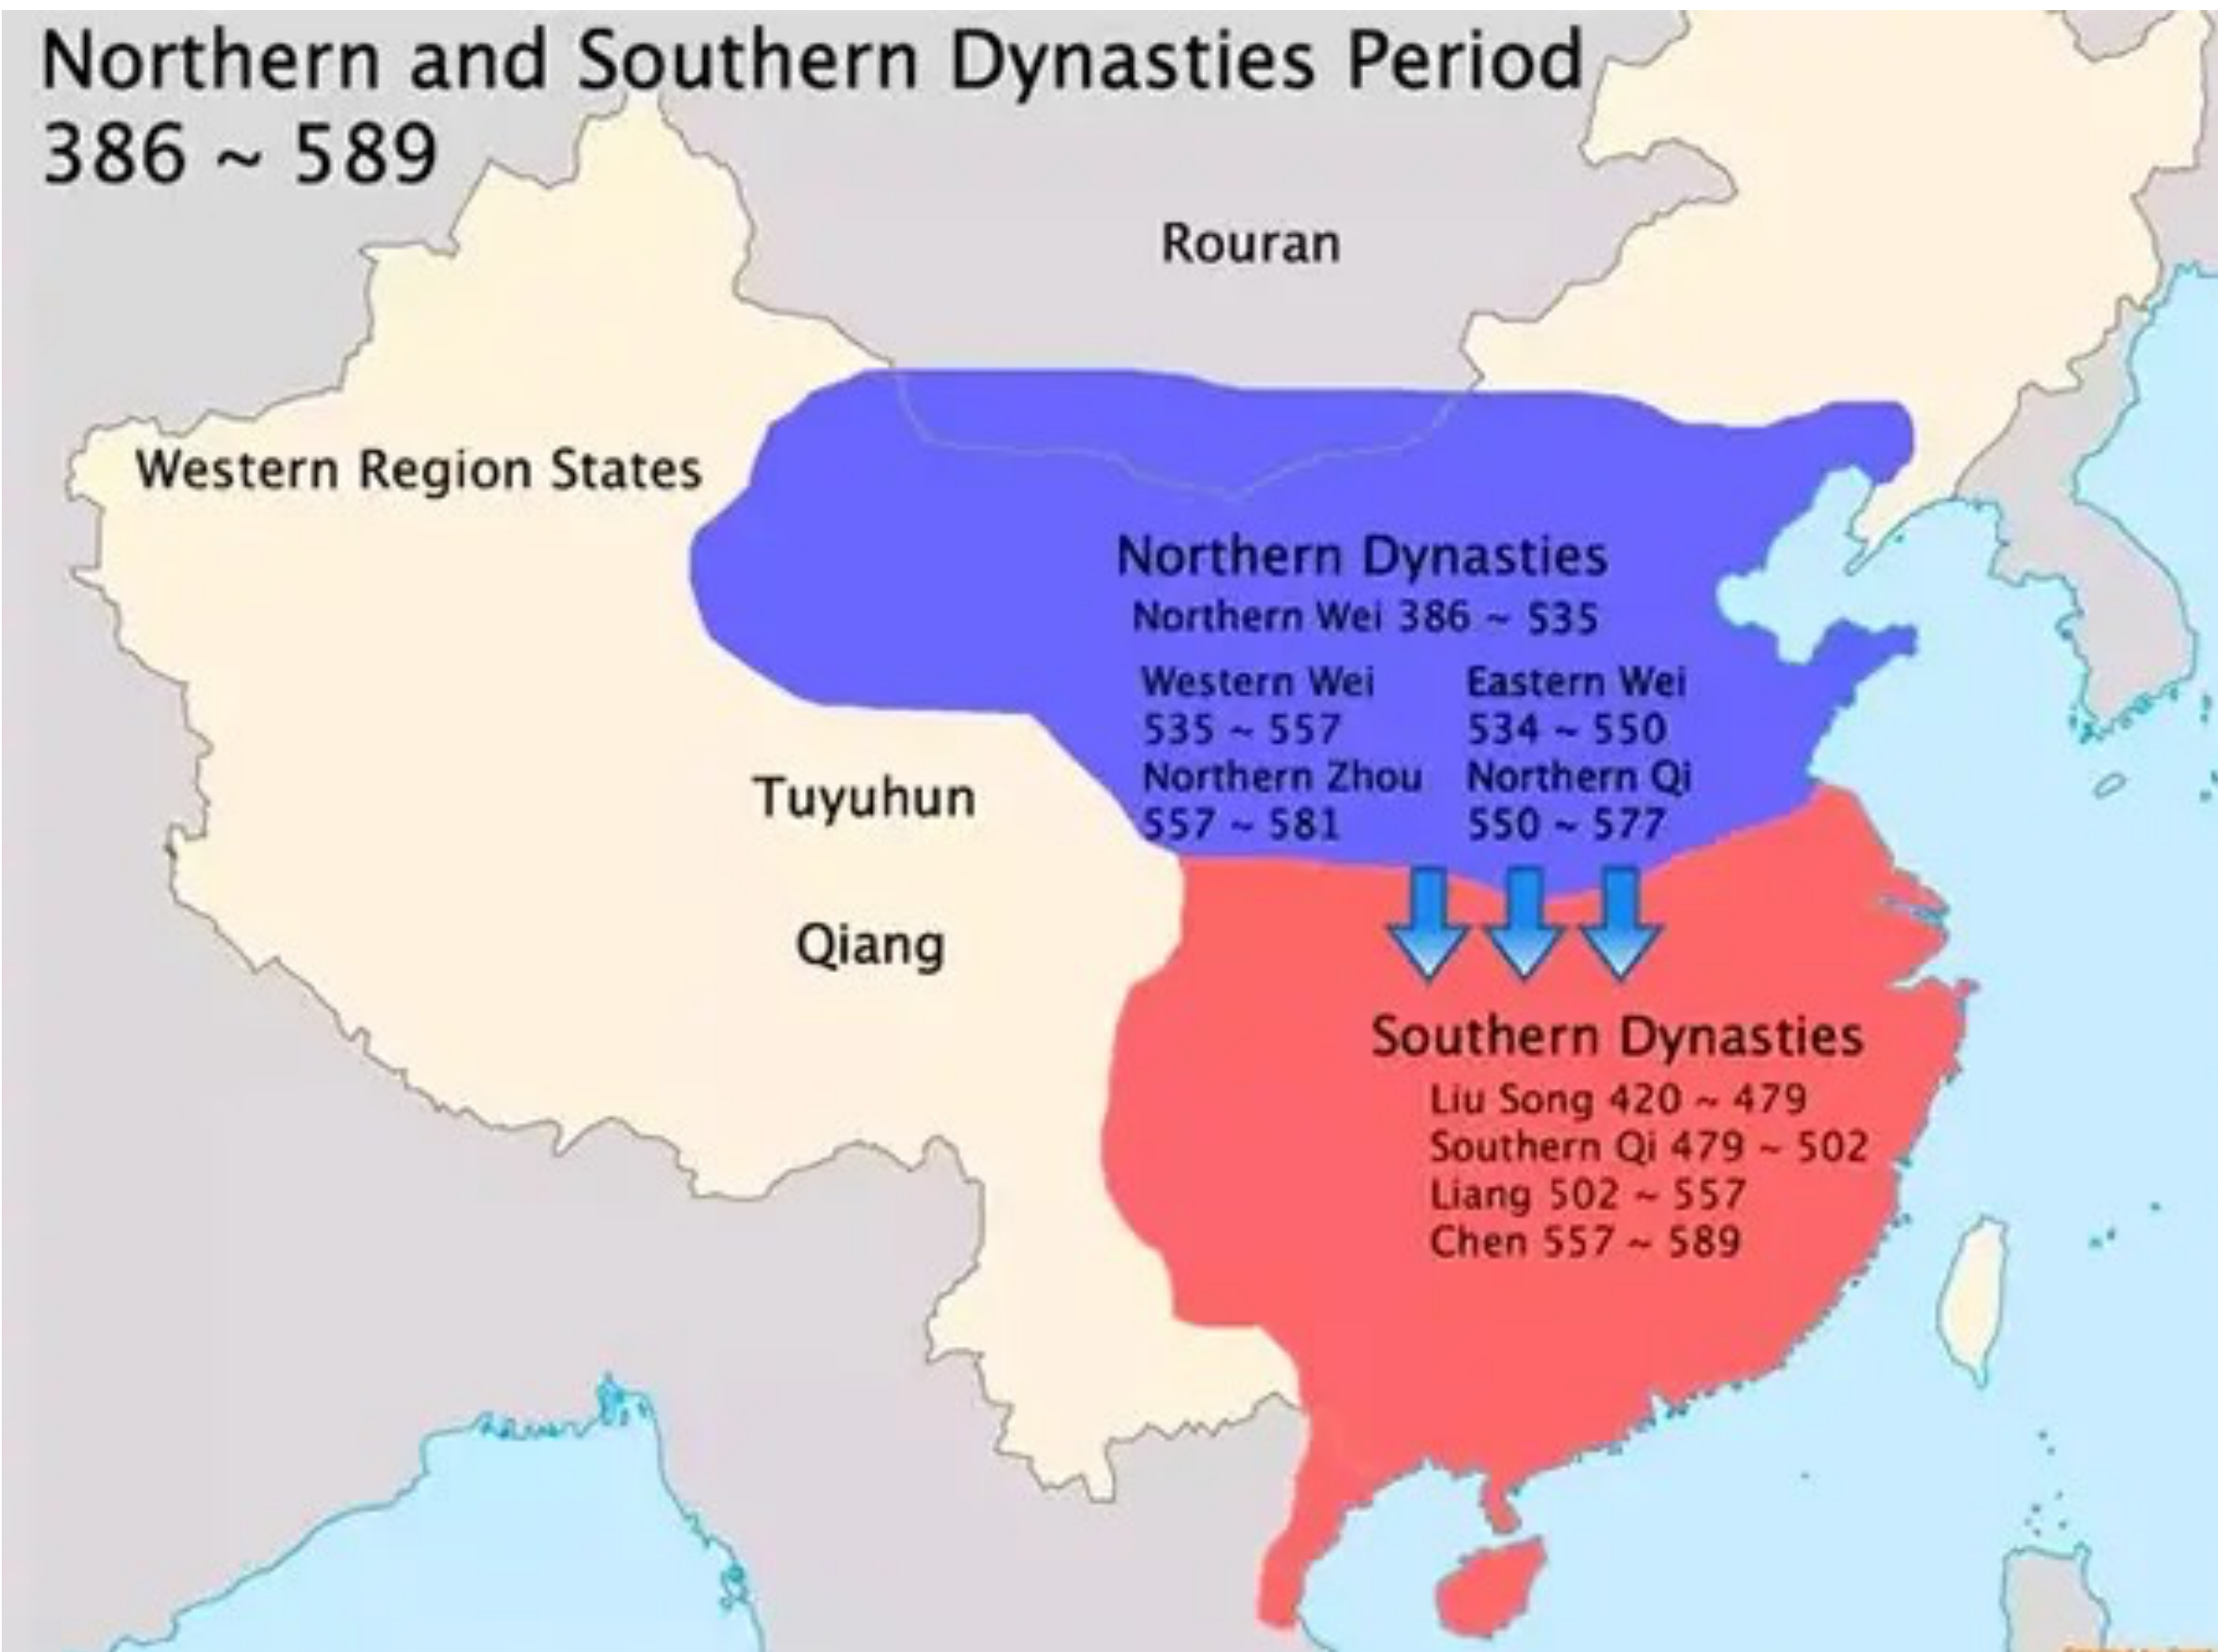 Northern and Southern Dynasties Period
386 ~ 589
Rouran
Western Region States
Northern Dynasties
Northern Wei 386 ~ 535
Western Wei
535 ~ 557
Northern Zhou
557 ~ 581
Eastern Wei
534 ~ 550
Northern Qi
550 ~ 577
Tuyuhun
Qiang
Southern Dynasties
Liu Song 420 ~ 479
Southern Qi 479 ~ 502
Liang 502 ~ 557
Chen 557 ~ 589